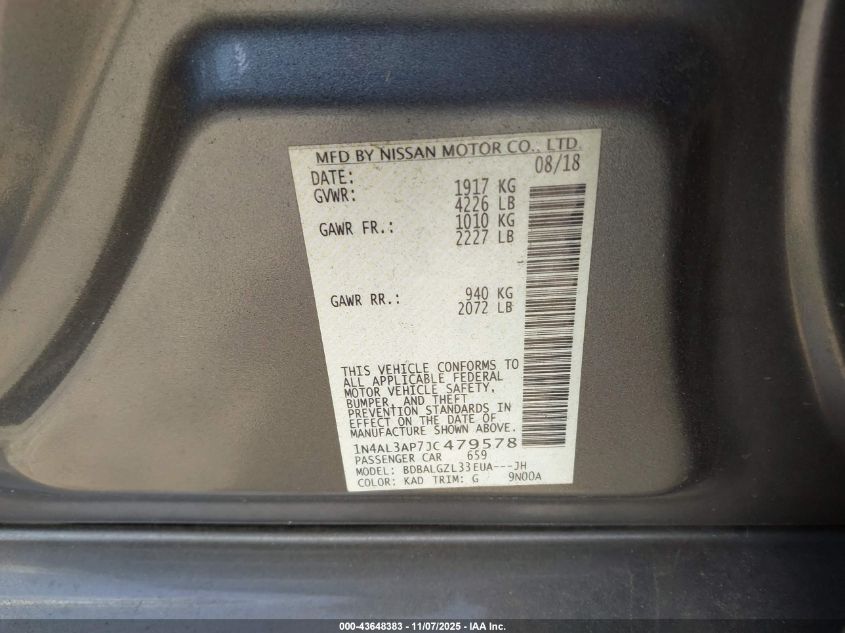 MFD BY NISSAN MOTOR CO., LTD.
DATE: 08/18
GVWR: 1917 KG
4226 LB
GAWR FR.: 1010 KG
2227 LB
GAWR RR.: 940 KG
2072 LB
THIS VEHICLE CONFORMS TO
ALL APPLICABLE FEDERAL
MOTOR VEHICLE SAFETY,
BUMPER, AND THEFT
PREVENTION STANDARDS IN
EFFECT ON THE DATE OF
MANUFACTURE SHOWN ABOVE.
1N4AL3AP7JC479578
PASSENGER CAR 659
MODEL: BDBALGZL33EUA---JH
COLOR: KAD TRIM: G 9N00A
000-43648383 - 11/07/2025 - IAA Inc.